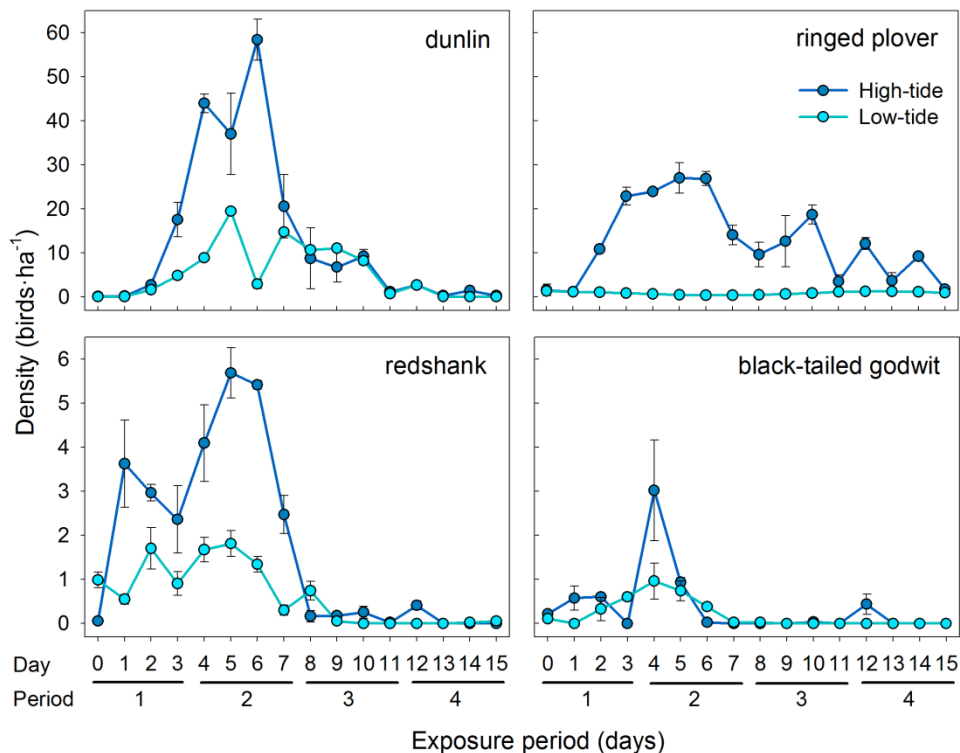 dunlin
ringed plover
High-tide
Low-tide
60
50
40
30
20
10
0
Density (birds·ha⁻¹)
redshank
black-tailed godwit
6
5
4
3
2
1
0
Day 0 1 2 3 4 5 6 7 8 9 10 11 12 13 14 15 0 1 2 3 4 5 6 7 8 9 10 11 12 13 14 15
Period 1 2 3 4 1 2 3 4
Exposure period (days)